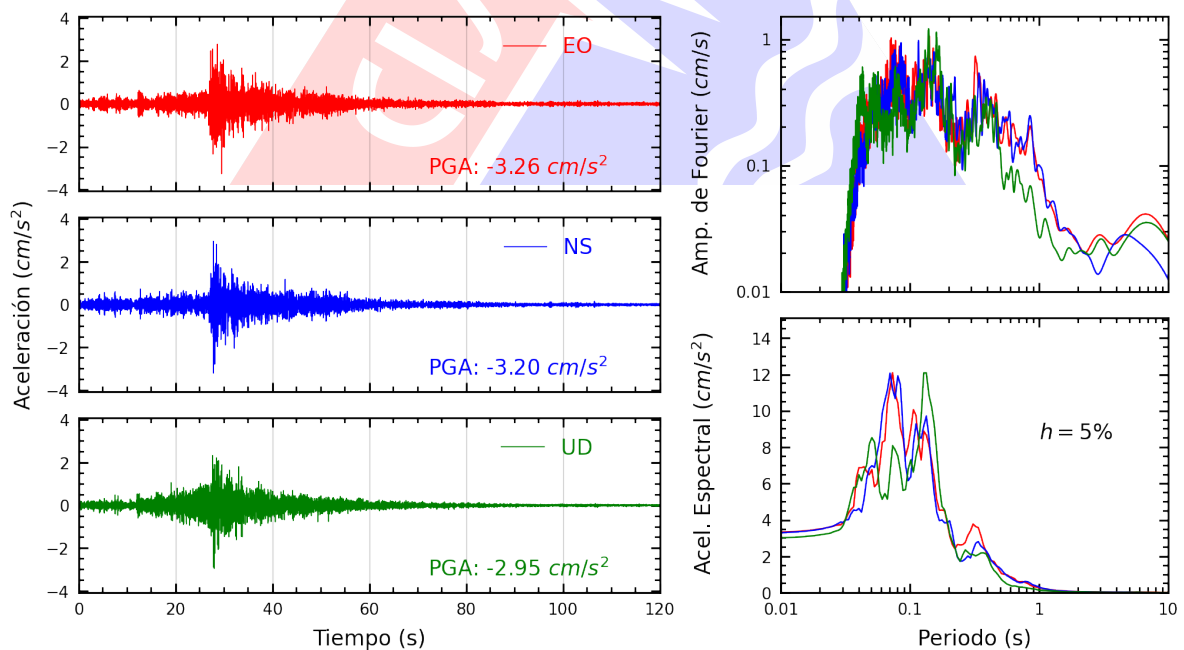 Aceleración (cm/s²)
4
2
0
−2
−4
EO
PGA: -3.26 cm/s²
4
2
0
−2
−4
NS
PGA: -3.20 cm/s²
4
2
0
−2
−4
UD
PGA: -2.95 cm/s²
0 20 40 60 80 100 120
Tiempo (s)
Amp. de Fourier (cm/s)
1
0.1
0.01
Acel. Espectral (cm/s²)
14
12
10
8
6
4
2
0
h = 5%
0.01 0.1 1 10
Periodo (s)